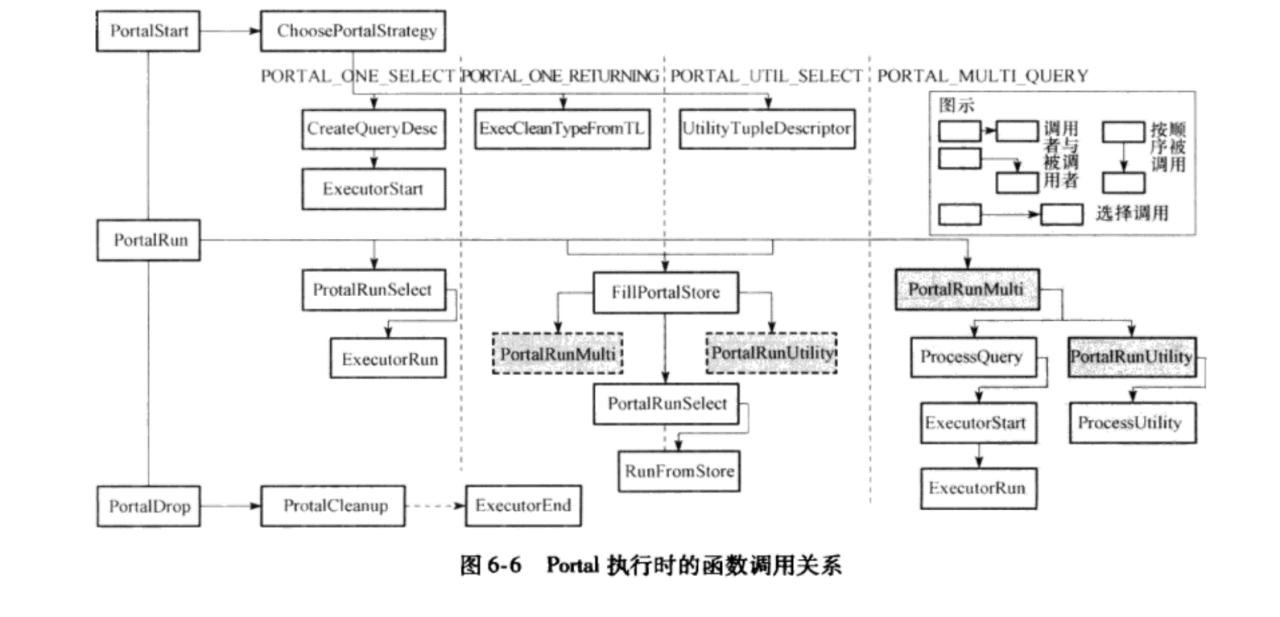 PortalStart
ChoosePortalStrategy
PORTAL_ONE_SELECT
PORTAL_ONE_RETURNING
PORTAL_UTIL_SELECT
PORTAL_MULTI_QUERY
CreateQueryDesc
ExecCleanTypeFromTL
UtilityTupleDescriptor
ExecutorStart
图示
调用者与被调用者
按顺序被调用
选择调用
PortalRun
ProtalRunSelect
FillPortalStore
PortalRunMulti
ExecutorRun
PortalRunMulti
PortalRunUtility
ProcessQuery
PortalRunUtility
PortalRunSelect
ExecutorStart
ProcessUtility
RunFromStore
ExecutorRun
PortalDrop
ProtalCleanup
ExecutorEnd
图 6-6 Portal 执行时的函数调用关系